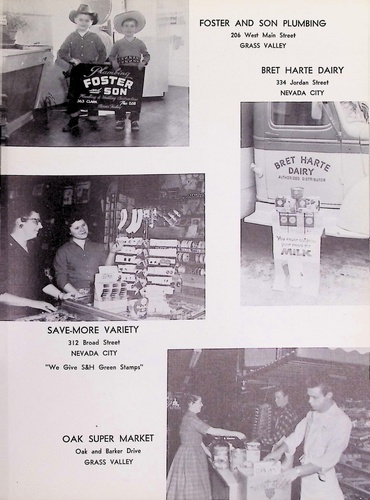 FOSTER AND SON PLUMBING
206 West Main Street
GRASS VALLEY
Plumbing
FOSTER
and SON
BRET HARTE DAIRY
334 Jordan Street
NEVADA CITY
BRET HARTE
DAIRY
MILK
SAVE-MORE VARIETY
312 Broad Street
NEVADA CITY
"We Give S&H Green Stamps"
OAK SUPER MARKET
Oak and Barker Drive
GRASS VALLEY